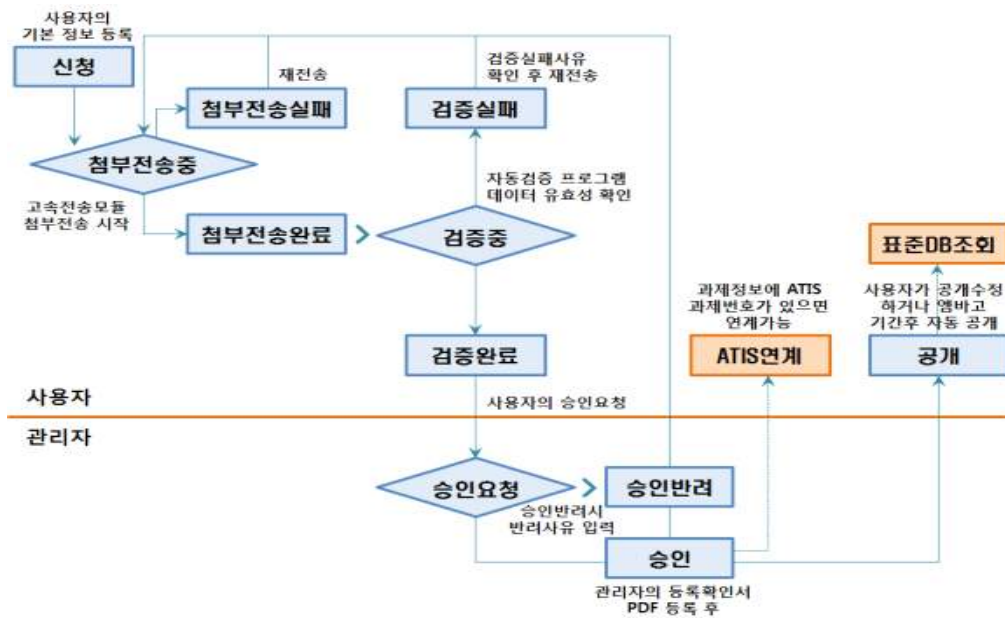 사용자의
기본 정보 등록
신청
재전송
검증실패사유
확인 후 재전송
첨부전송실패
검증실패
첨부전송중
자동검증 프로그램
데이터 유효성 확인
고속전송모듈
첨부전송 시작
첨부전송완료
검증중
표준DB조회
과제정보에 ATIS
과제번호가 있으면
연계가능
사용자가 공개수정
하거나 엠바고
기간후 자동 공개
검증완료
ATIS연계
공개
사용자
사용자의 승인요청
관리자
승인요청
승인반려
승인반려시
반려사유 입력
승인
관리자의 등록확인서
PDF 등록 후